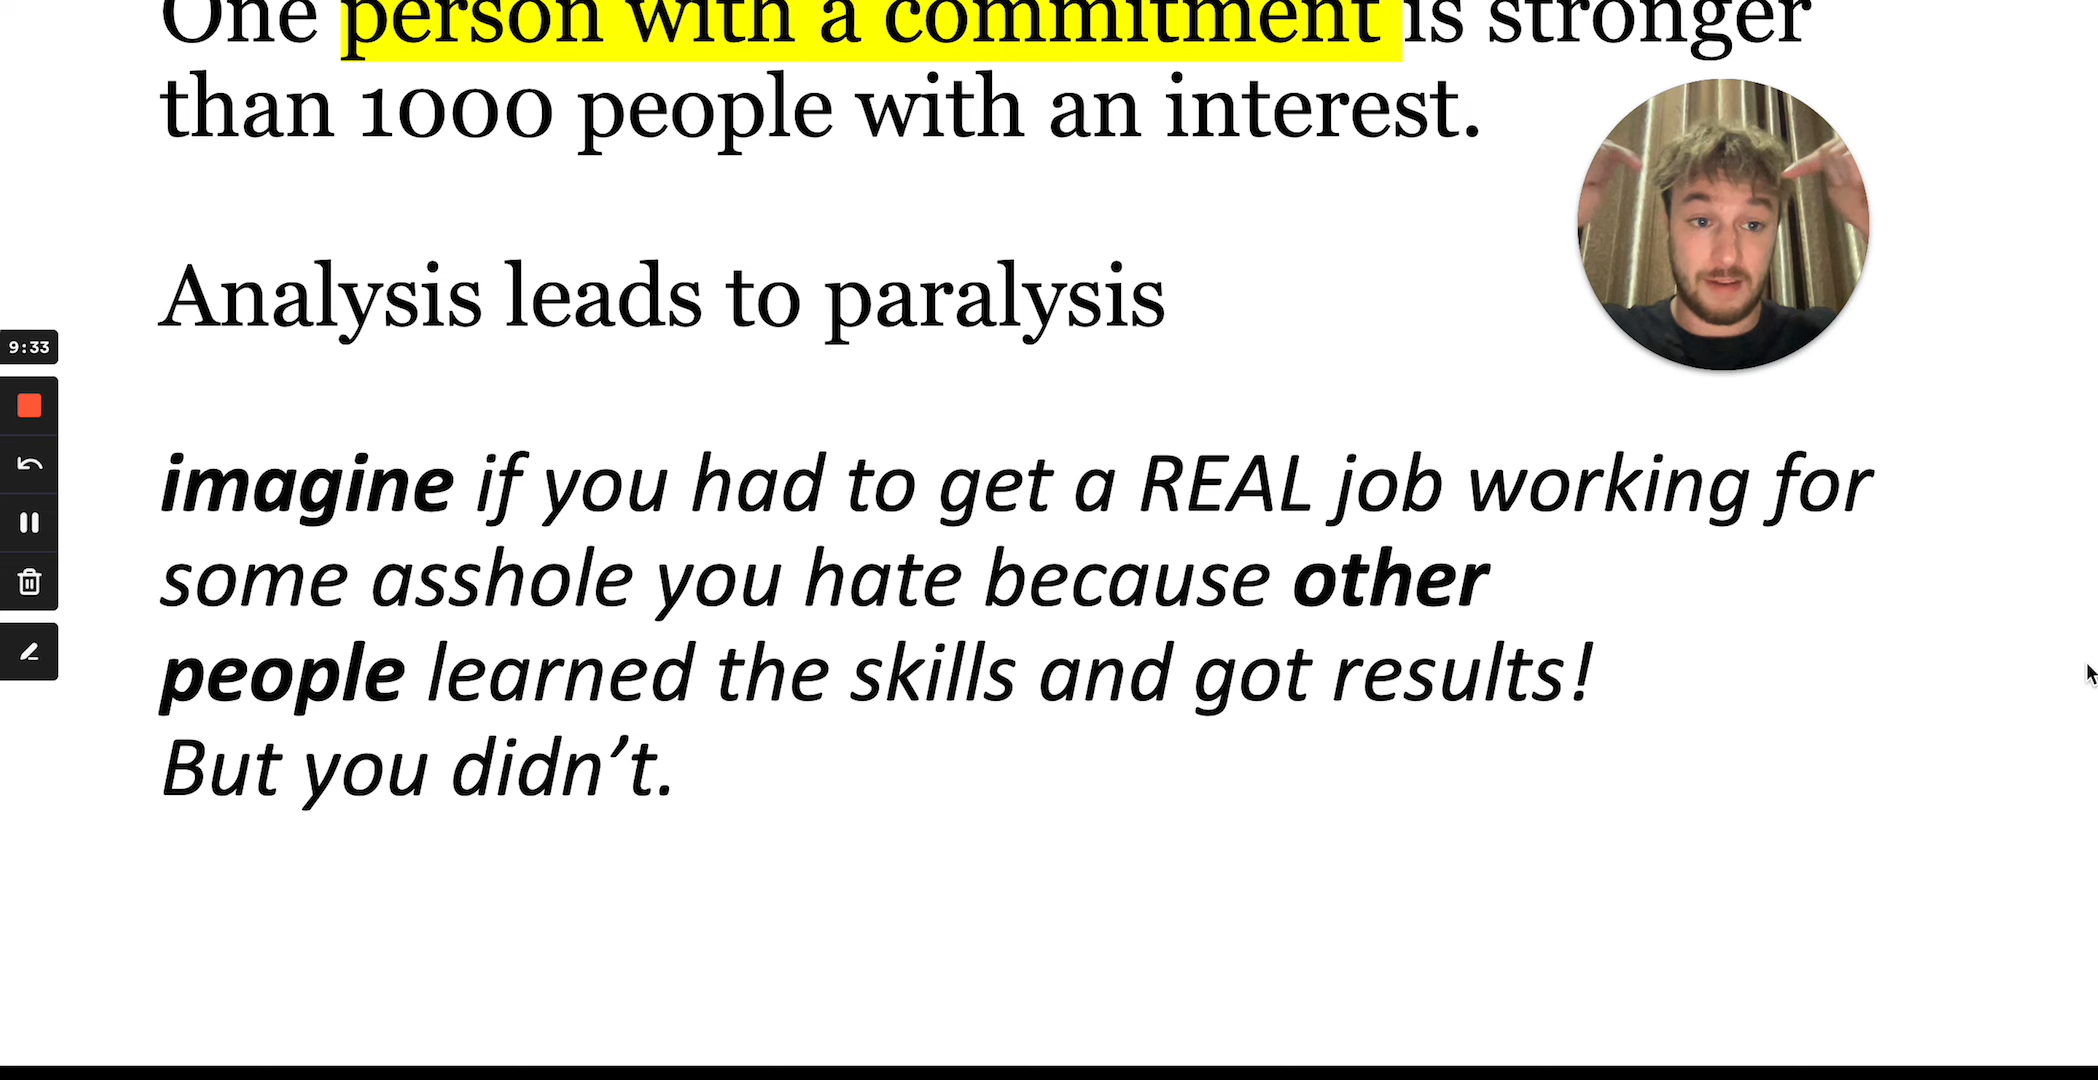 One person with a commitment is stronger
than 1000 people with an interest.
Analysis leads to paralysis
9:33
imagine if you had to get a REAL job working for
some asshole you hate because other
people learned the skills and got results!
But you didn’t.